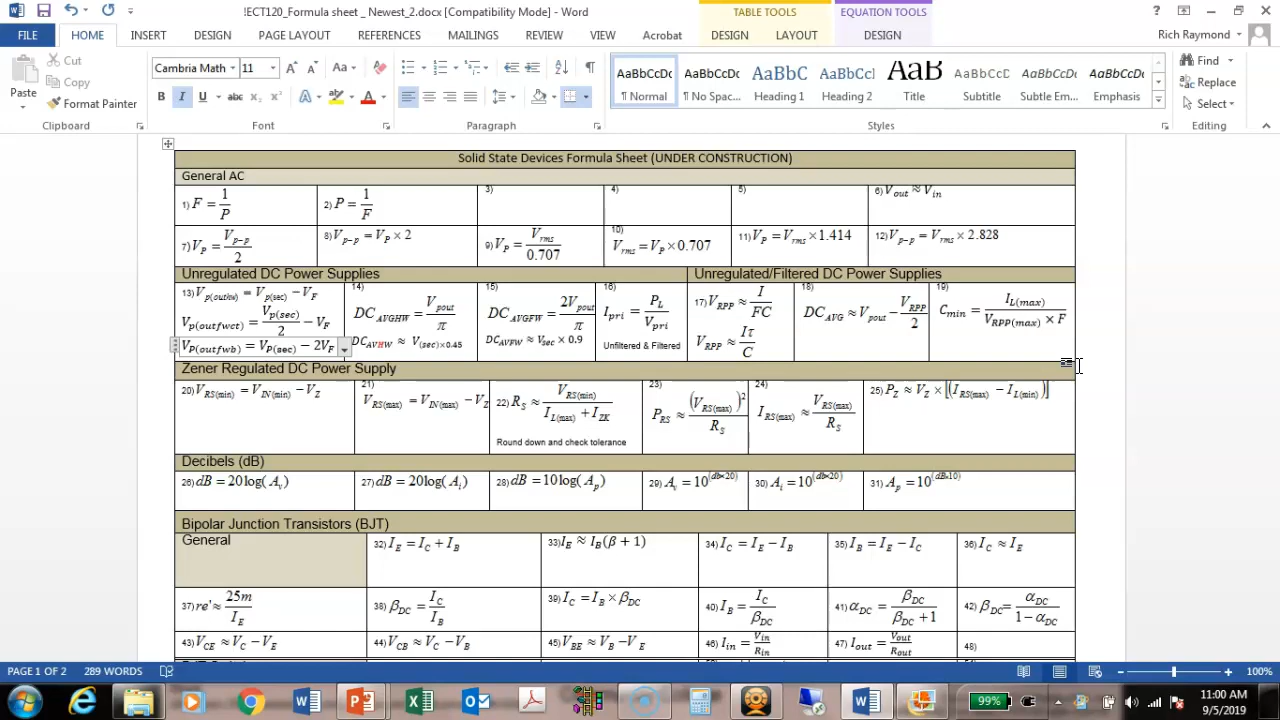 !ECT120_Formula sheet _ Newest_2.docx [Compatibility Mode] - Word
TABLE TOOLS
EQUATION TOOLS
FILE HOME INSERT DESIGN PAGE LAYOUT REFERENCES MAILINGS REVIEW VIEW Acrobat DESIGN LAYOUT DESIGN Rich Raymond
Cut
Copy
Format Painter
Paste
Clipboard
Cambria Math 11
Font
Paragraph
AaBbCcDc AaBbCcDc AaBbC AaBbCc AaB AaBbCcD AaBbCcDc AaBbCcDc
¶ Normal ¶ No Spac... Heading 1 Heading 2 Title Subtitle Subtle Em... Emphasis
Styles
Find
Replace
Select
Editing
Solid State Devices Formula Sheet (UNDER CONSTRUCTION)
General AC
1) F = 1/P 2) P = 1/F 3) 4) 5) 6) V_out ≈ V_in
7) V_P = V_p-p/2 8) V_p-p = V_P × 2 9) V_P = V_rms/0.707 10) V_rms = V_P × 0.707 11) V_P = V_rms × 1.414 12) V_p-p = V_rms × 2.828
Unregulated DC Power Supplies Unregulated/Filtered DC Power Supplies
13) V_p(outhw) = V_p(sec) − V_F
V_p(outfwct) = V_p(sec)/2 − V_F
V_P(outfwb) = V_P(sec) − 2V_F
14) DC_AVGHW ≈ V_pout/π
DC_AVHW ≈ V_(sec)×0.45
15) DC_AVGFW ≈ 2V_pout/π
DC_AVFW ≈ V_sec × 0.9
16) I_pri ≈ P_L/V_pri
Unfiltered & Filtered
17) V_RPP ≈ I/FC
V_RPP ≈ Iτ/C
18) DC_AVG ≈ V_pout − V_RPP/2
19) C_min = I_L(max)/V_RPP(max) × F
Zener Regulated DC Power Supply
20) V_RS(min) = V_IN(min) − V_Z
21) V_RS(max) = V_IN(max) − V_Z
22) R_S ≈ V_RS(min)/I_L(max) + I_ZK
Round down and check tolerance
23) P_RS ≈ (V_RS(max))²/R_S
24) I_RS(max) ≈ V_RS(max)/R_S
25) P_Z ≈ V_Z × [(I_RS(max) − I_L(min))]
Decibels (dB)
26) dB = 20log(A_v) 27) dB = 20log(A_i) 28) dB = 10log(A_p) 29) A_v = 10^(db÷20) 30) A_i = 10^(db÷20) 31) A_p = 10^(dB÷10)
Bipolar Junction Transistors (BJT)
General 32) I_E = I_C + I_B 33) I_E ≈ I_B(β + 1) 34) I_C = I_E − I_B 35) I_B = I_E − I_C 36) I_C ≈ I_E
37) re' ≈ 25m/I_E 38) β_DC = I_C/I_B 39) I_C = I_B × β_DC 40) I_B = I_C/β_DC 41) α_DC = β_DC/β_DC + 1 42) β_DC = α_DC/1 − α_DC
43) V_CE ≈ V_C − V_E 44) V_CB ≈ V_C − V_B 45) V_BE ≈ V_B − V_E 46) I_in = V_in/R_in 47) I_out = V_out/R_out 48)
PAGE 1 OF 2 289 WORDS 100%
99% 11:00 AM
9/5/2019